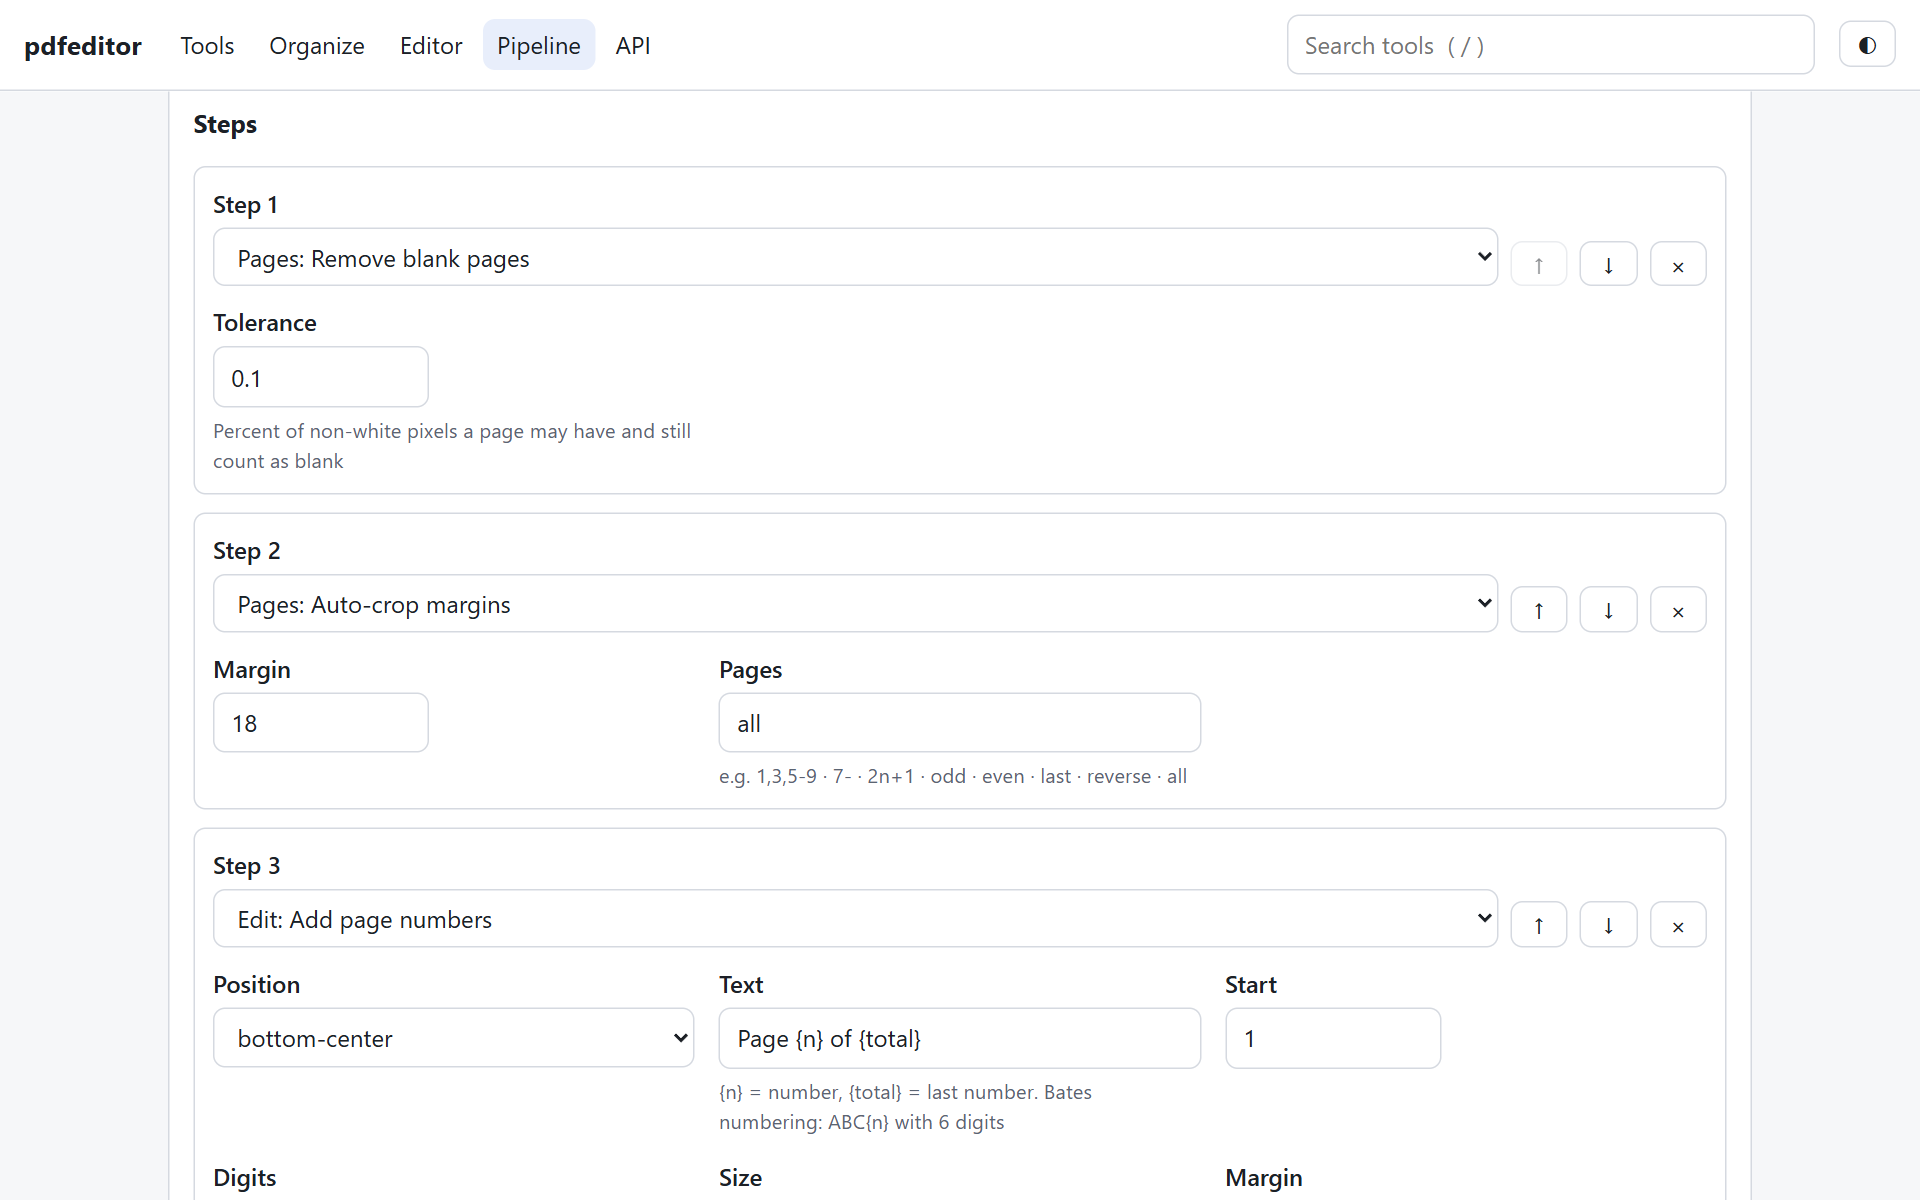 pdfeditor Tools Organize Editor Pipeline API Search tools ( / )
Steps
Step 1
Pages: Remove blank pages ↑ ↓ ×
Tolerance
0.1
Percent of non-white pixels a page may have and still
count as blank
Step 2
Pages: Auto-crop margins ↑ ↓ ×
Margin Pages
18 all
e.g. 1,3,5-9 · 7- · 2n+1 · odd · even · last · reverse · all
Step 3
Edit: Add page numbers ↑ ↓ ×
Position Text Start
bottom-center Page {n} of {total} 1
{n} = number, {total} = last number. Bates
numbering: ABC{n} with 6 digits
Digits Size Margin